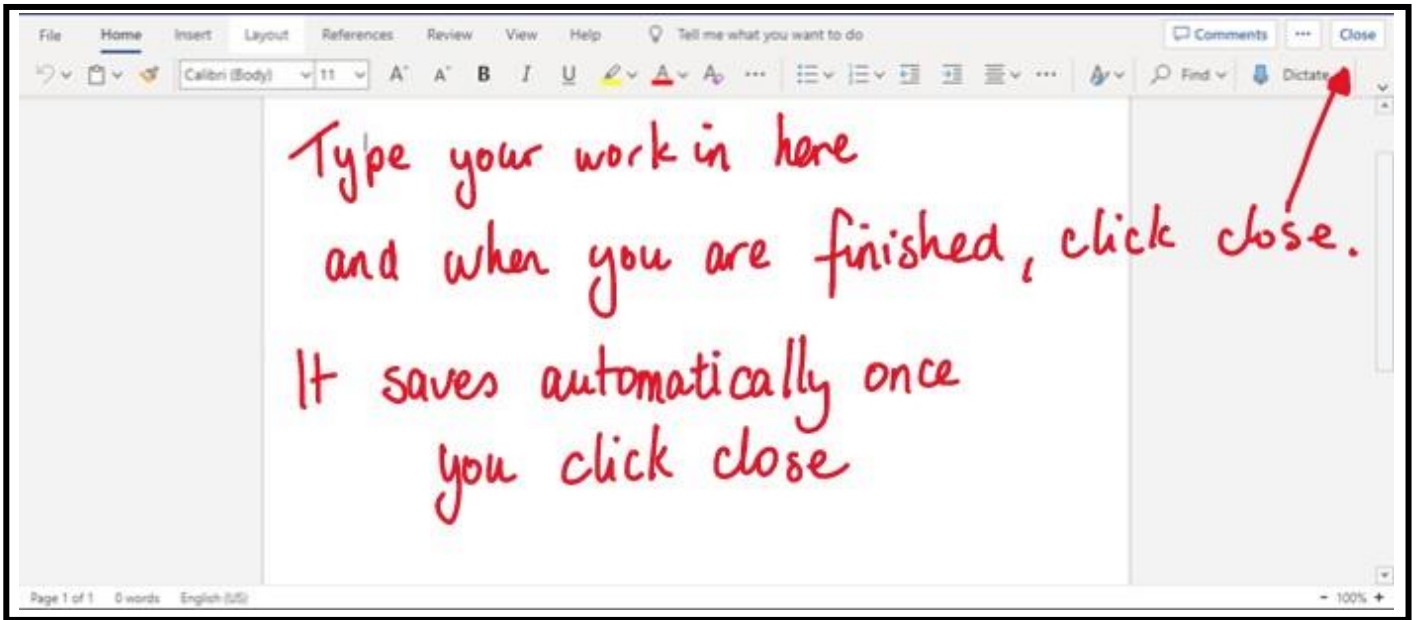 File Home Insert Layout References Review View Help Tell me what you want to do Comments ... Close
Calibri (Body) 11 A^ A˅ B I U A A ... ... Find Dictate
Type your work in here
and when you are finished, click close.
It saves automatically once
you click close
Page 1 of 1 0 words English (US) - 100% +